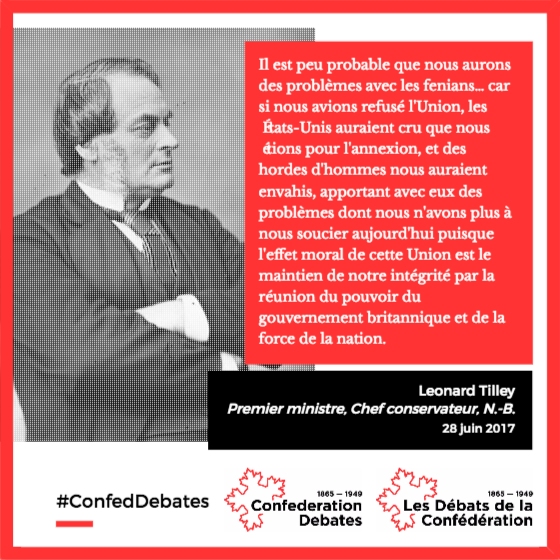 Il est peu probable que nous aurons
des problèmes avec les fenians... car
si nous avions refusé l'Union, les
États-Unis auraient cru que nous
étions pour l'annexion, et des
hordes d'hommes nous auraient
envahis, apportant avec eux des
problèmes dont nous n'avons plus à
nous soucier aujourd'hui puisque
l'effet moral de cette Union est le
maintien de notre intégrité par la
réunion du pouvoir du
gouvernement britannique et de la
force de la nation.
Leonard Tilley
Premier ministre, Chef conservateur, N.-B.
28 juin 2017
#ConfedDebates
1865 — 1949
Confederation
Debates
1865 — 1949
Les Débats de la
Confédération